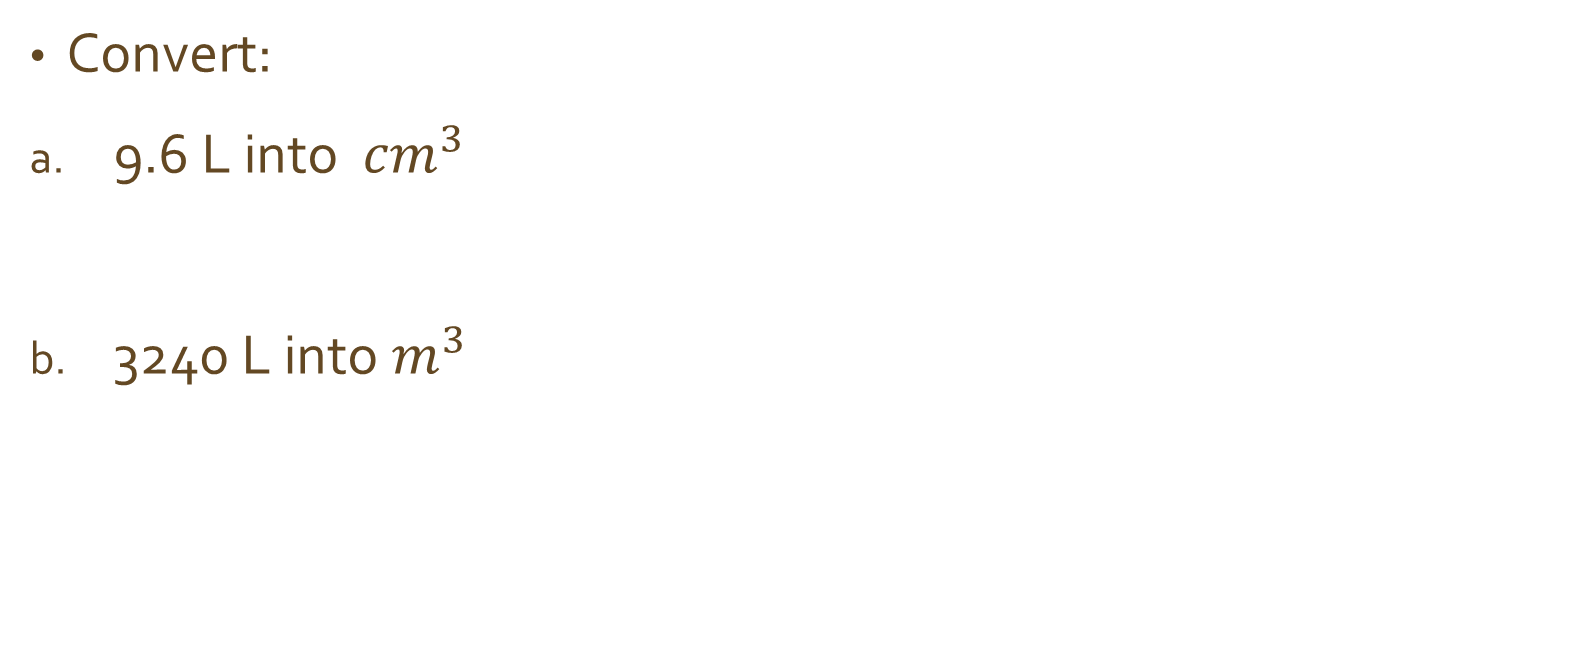 • Convert:
a. 9.6 L into cm³
b. 3240 L into m³